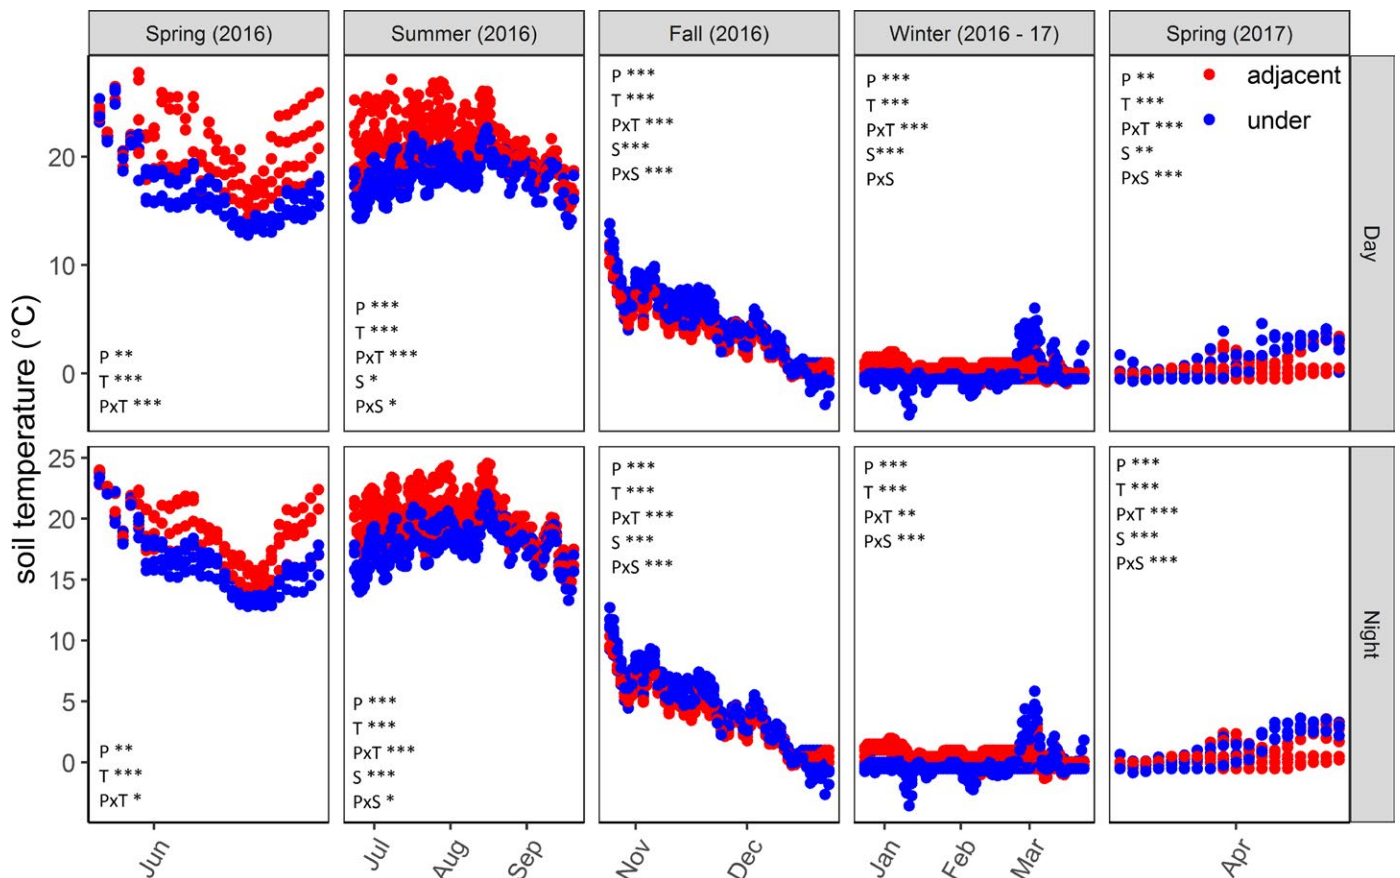 Spring (2016)
Summer (2016)
Fall (2016)
Winter (2016 - 17)
Spring (2017)
soil temperature (°C)
20
10
0
P **
T ***
PxT ***
P ***
T ***
PxT ***
S *
PxS *
P ***
T ***
PxT ***
S***
PxS ***
P ***
T ***
PxT ***
S***
PxS
P **
T ***
PxT ***
S **
PxS ***
adjacent
under
Day
25
20
15
10
5
0
P **
T ***
PxT *
P ***
T ***
PxT ***
S ***
PxS *
P ***
T ***
PxT ***
S ***
PxS ***
P ***
T ***
PxT **
PxS ***
P ***
T ***
PxT ***
S ***
PxS ***
Night
Jun
Jul
Aug
Sep
Nov
Dec
Jan
Feb
Mar
Apr